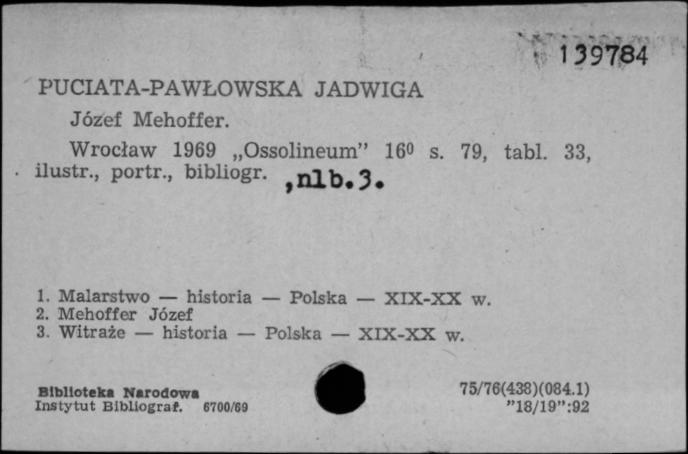 139784
PUCIATA-PAWŁOWSKA JADWIGA
Józef Mehoffer.
Wrocław 1969 „Ossolineum” 16⁰ s. 79, tabl. 33,
ilustr., portr., bibliogr. ,nlb.3.
1. Malarstwo — historia — Polska — XIX-XX w.
2. Mehoffer Józef
3. Witraże — historia — Polska — XIX-XX w.
Biblioteka Narodowa 75/76(438)(084.1)
Instytut Bibliograf. 6700/69 ”18/19”:92